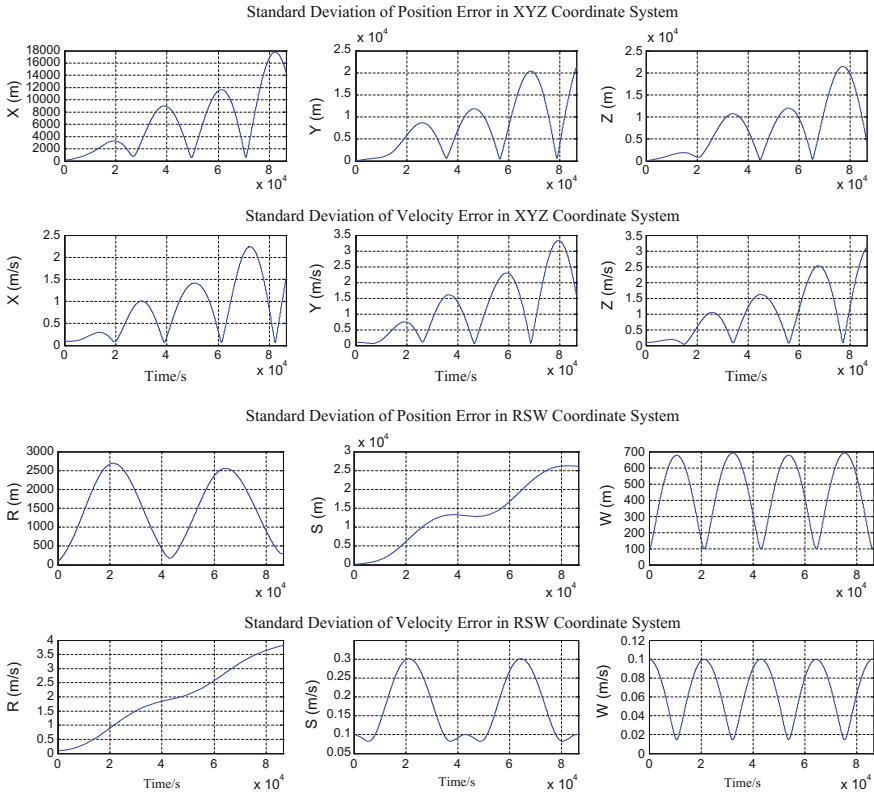 Standard Deviation of Position Error in XYZ Coordinate System
x 10^4
x 10^4
18000
16000
14000
12000
10000
8000
6000
4000
2000
0
X (m)
0 2 4 6 8
x 10^4
2.5
2
1.5
1
0.5
0
Y (m)
0 2 4 6 8
x 10^4
2.5
2
1.5
1
0.5
0
Z (m)
0 2 4 6 8
x 10^4
Standard Deviation of Velocity Error in XYZ Coordinate System
2.5
2
1.5
1
0.5
0
X (m/s)
0 2 4 6 8
Time/s
x 10^4
3.5
3
2.5
2
1.5
1
0.5
0
Y (m/s)
0 2 4 6 8
Time/s
x 10^4
3.5
3
2.5
2
1.5
1
0.5
0
Z (m/s)
0 2 4 6 8
Time/s
x 10^4
Standard Deviation of Position Error in RSW Coordinate System
3000
2500
2000
1500
1000
500
0
R (m)
0 2 4 6 8
x 10^4
x 10^4
3
2.5
2
1.5
1
0.5
0
S (m)
0 2 4 6 8
x 10^4
700
600
500
400
300
200
100
0
W (m)
0 2 4 6 8
x 10^4
Standard Deviation of Velocity Error in RSW Coordinate System
4
3.5
3
2.5
2
1.5
1
0.5
0
R (m/s)
0 2 4 6 8
Time/s
x 10^4
0.3
0.25
0.2
0.15
0.1
0.05
S (m/s)
0 2 4 6 8
Time/s
x 10^4
0.12
0.1
0.08
0.06
0.04
0.02
0
W (m/s)
0 2 4 6 8
Time/s
x 10^4